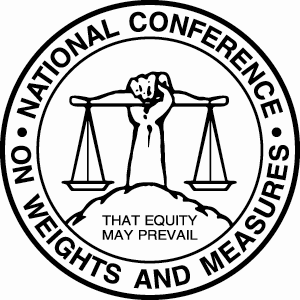 • NATIONAL CONFERENCE •
ON WEIGHTS AND MEASURES
THAT EQUITY
MAY PREVAIL